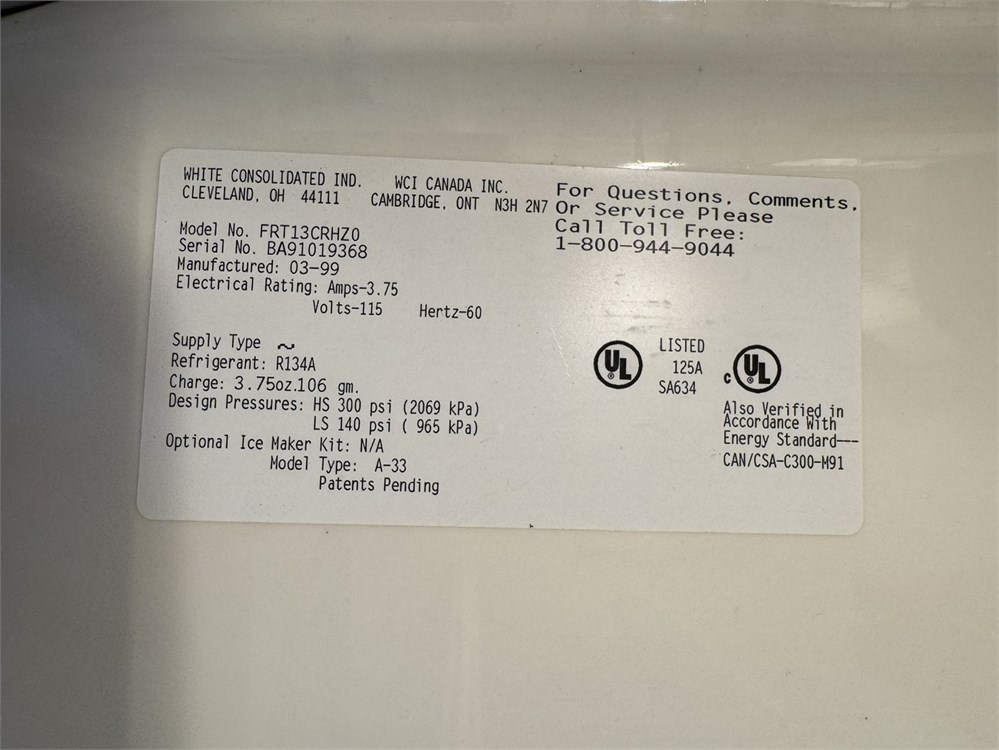 WHITE CONSOLIDATED IND. WCI CANADA INC.
CLEVELAND, OH 44111 CAMBRIDGE, ONT N3H 2N7
For Questions, Comments,
Or Service Please
Call Toll Free:
1-800-944-9044
Model No. FRT13CRHZ0
Serial No. BA91019368
Manufactured: 03-99
Electrical Rating: Amps-3.75
Volts-115 Hertz-60
Supply Type ~
Refrigerant: R134A
Charge: 3.75oz.106 gm.
Design Pressures: HS 300 psi (2069 kPa)
LS 140 psi ( 965 kPa)
Optional Ice Maker Kit: N/A
Model Type: A-33
Patents Pending
UL ®
LISTED
125A
SA634
c UL ®
Also Verified in
Accordance With
Energy Standard---
CAN/CSA-C300-M91